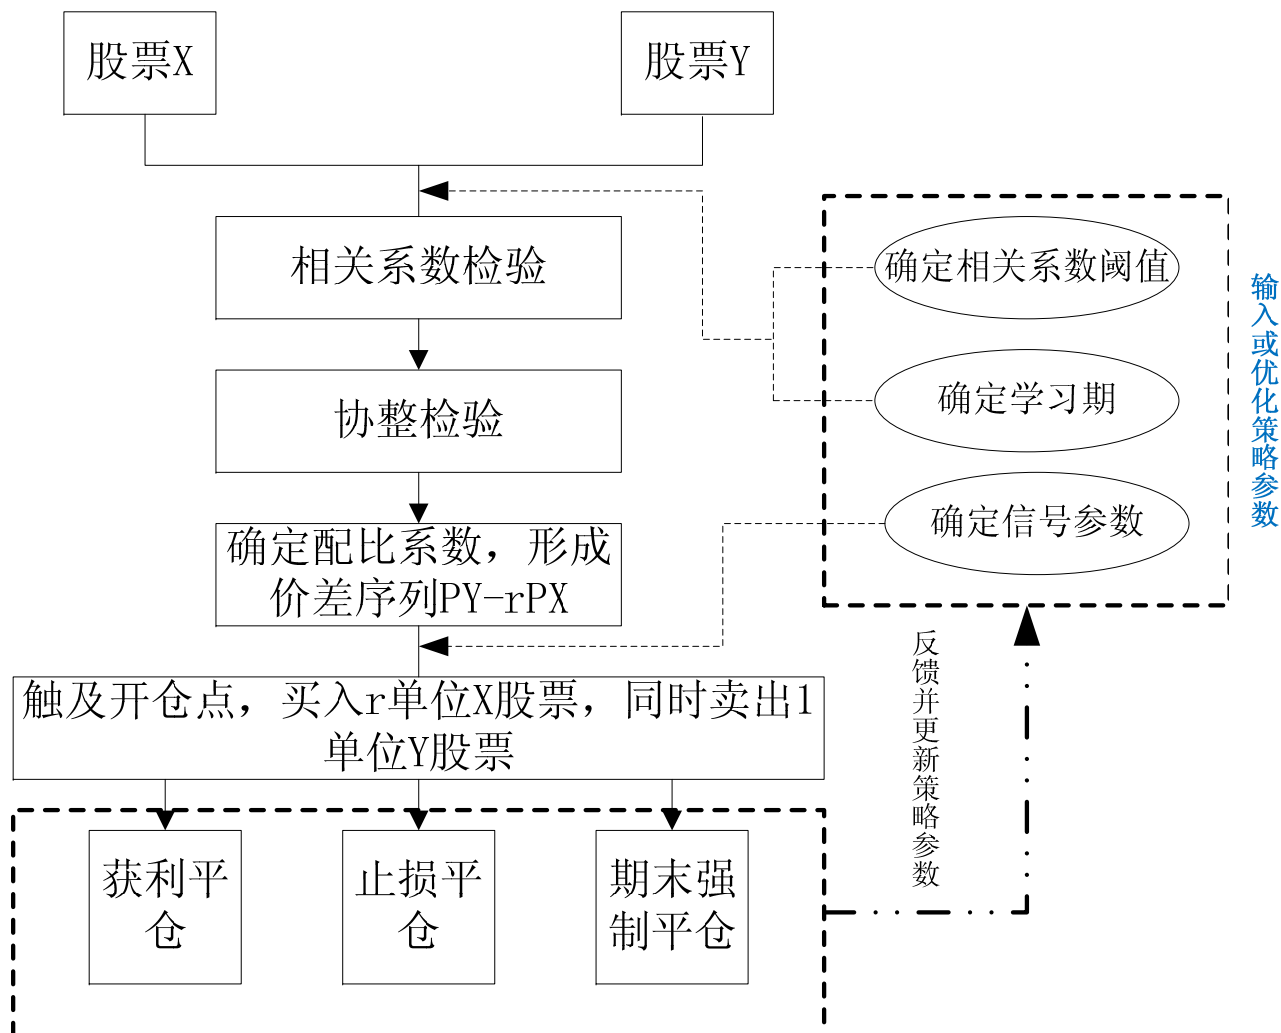 股票X
股票Y
相关系数检验
协整检验
确定配比系数，形成
价差序列PY-rPX
触及开仓点，买入r单位X股票，同时卖出1
单位Y股票
获利平
仓
止损平
仓
期末强
制平仓
确定相关系数阈值
确定学习期
确定信号参数
输入或优化策略参数
反馈并更新策略参数